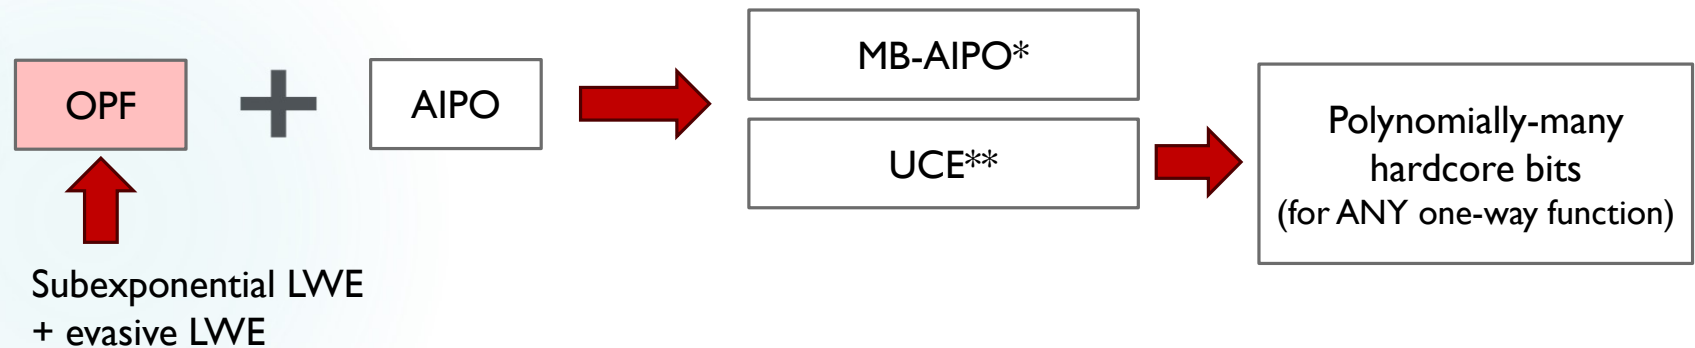 OPF
+
AIPO
MB-AIPO*
UCE**
Polynomially-many
hardcore bits
(for ANY one-way function)
Subexponential LWE
+ evasive LWE